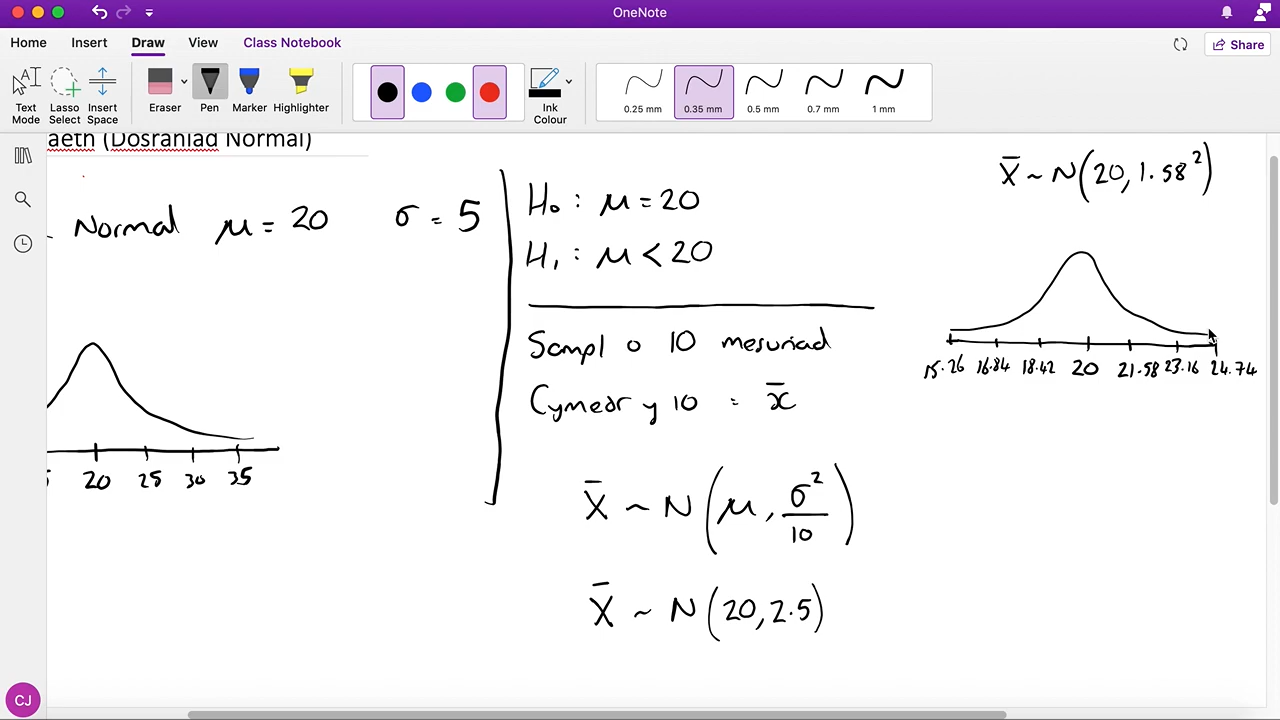 OneNote
Home Insert Draw View Class Notebook Share
Text Mode
Lasso Select
Insert Space
Eraser
Pen
Marker
Highlighter
Ink Colour
0.25 mm
0.35 mm
0.5 mm
0.7 mm
1 mm
aeth (Dosraniad Normal)
Normal μ = 20 σ = 5
20 25 30 35
H₀ : μ = 20
H₁ : μ < 20
Sampl o 10 mesuriad
Cymedr y 10 = x̄
X̄ ~ N(μ, σ²/10)
X̄ ~ N(20, 2.5)
X̄ ~ N(20, 1.58²)
15.26 16.84 18.42 20 21.58 23.16 24.74
CJ